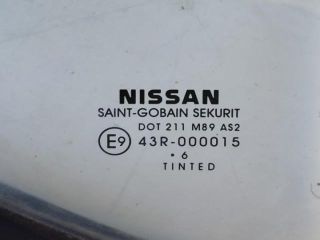 NISSAN
SAINT-GOBAIN SEKURIT
DOT 211 M89 AS2
E9 43R-000015
• 6
TINTED